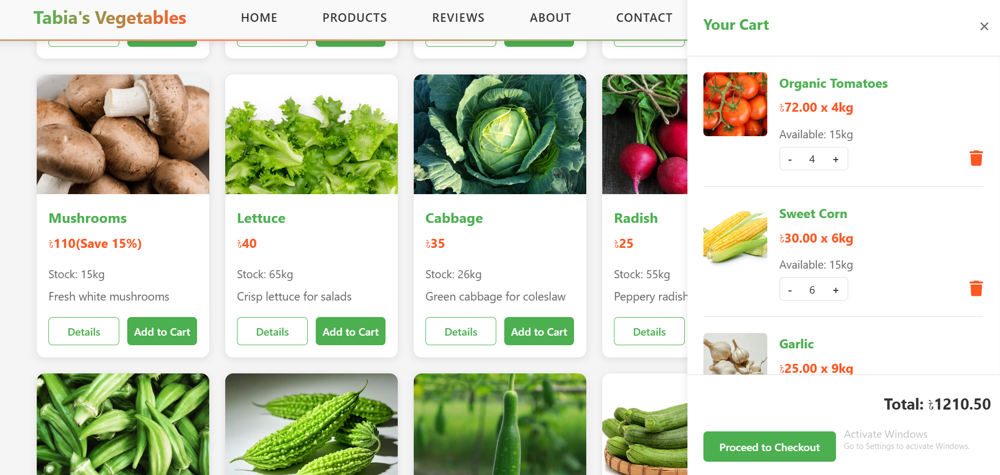 Tabia's Vegetables
HOME
PRODUCTS
REVIEWS
ABOUT
CONTACT
Mushrooms
৳110(Save 15%)
Stock: 15kg
Fresh white mushrooms
Details
Add to Cart
Lettuce
৳40
Stock: 65kg
Crisp lettuce for salads
Details
Add to Cart
Cabbage
৳35
Stock: 26kg
Green cabbage for coleslaw
Details
Add to Cart
Radish
৳25
Stock: 55kg
Peppery radish
Details
Your Cart
×
Organic Tomatoes
৳72.00 x 4kg
Available: 15kg
- 4 +
Sweet Corn
৳30.00 x 6kg
Available: 15kg
- 6 +
Garlic
৳25.00 x 9kg
Total: ৳1210.50
Proceed to Checkout
Activate Windows
Go to Settings to activate Windows.